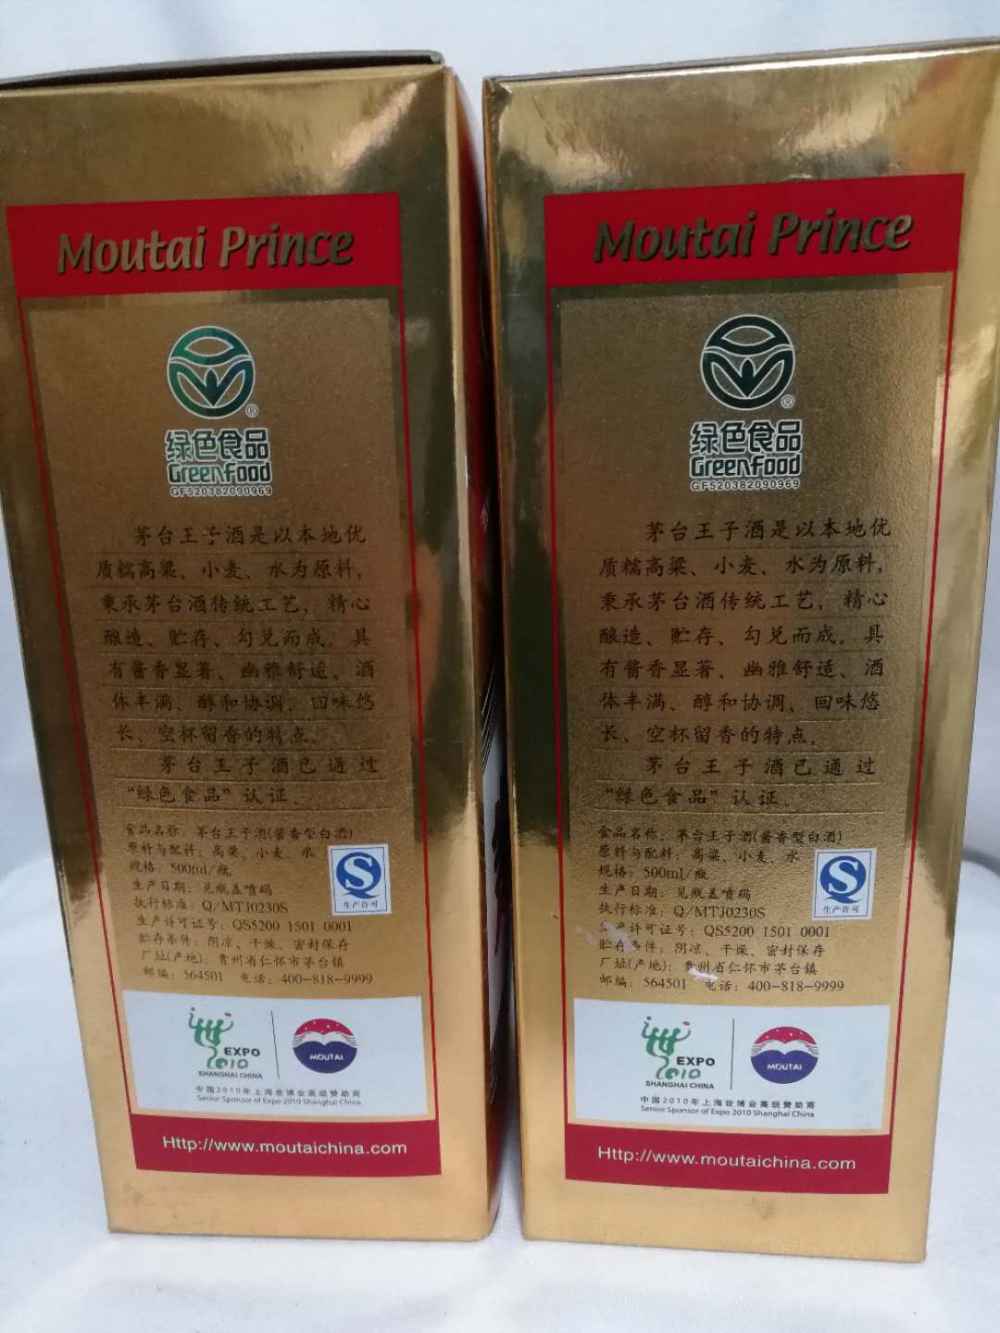 Moutai Prince
®
绿色食品
Greenfood
GF520382090969
茅台王子酒是以本地优
质糯高粱、小麦、水为原料,
秉承茅台酒传统工艺,精心
酿造、贮存、勾兑而成。具
有酱香显著、幽雅舒适、酒
体丰满、醇和协调、回味悠
长、空杯留香的特点。
茅台王子酒已通过
“绿色食品”认证。
食品名称:茅台王子酒(酱香型白酒)
原料与配料:高粱、小麦、水
规格:500ml/瓶
生产日期:见瓶盖喷码
执行标准:Q/MTJ0230S
生产许可证号:QS5200 1501 0001
贮存条件:阴凉、干燥、密封保存
厂址(产地):贵州省仁怀市茅台镇
邮编:564501 电话:400-818-9999
QS
生产许可
EXPO
2010
SHANGHAI CHINA
MOUTAI
中国2010年上海世博会高级赞助商
Senior Sponsor of Expo 2010 Shanghai China
Http://www.moutaichina.com
Moutai Prince
®
绿色食品
Greenfood
GF520382090969
茅台王子酒是以本地优
质糯高粱、小麦、水为原料,
秉承茅台酒传统工艺,精心
酿造、贮存、勾兑而成。具
有酱香显著、幽雅舒适、酒
体丰满、醇和协调、回味悠
长、空杯留香的特点。
茅台王子酒已通过
“绿色食品”认证。
食品名称:茅台王子酒(酱香型白酒)
原料与配料:高粱、小麦、水
规格:500ml/瓶
生产日期:见瓶盖喷码
执行标准:Q/MTJ0230S
许可证号:QS5200 1501 0001
贮存条件:阴凉、干燥、密封保存
厂址(产地):贵州省仁怀市茅台镇
邮编:564501 电话:400-818-9999
QS
生产许可
EXPO
2010
SHANGHAI CHINA
MOUTAI
中国2010年上海世博会高级赞助商
Senior Sponsor of Expo 2010 Shanghai China
Http://www.moutaichina.com